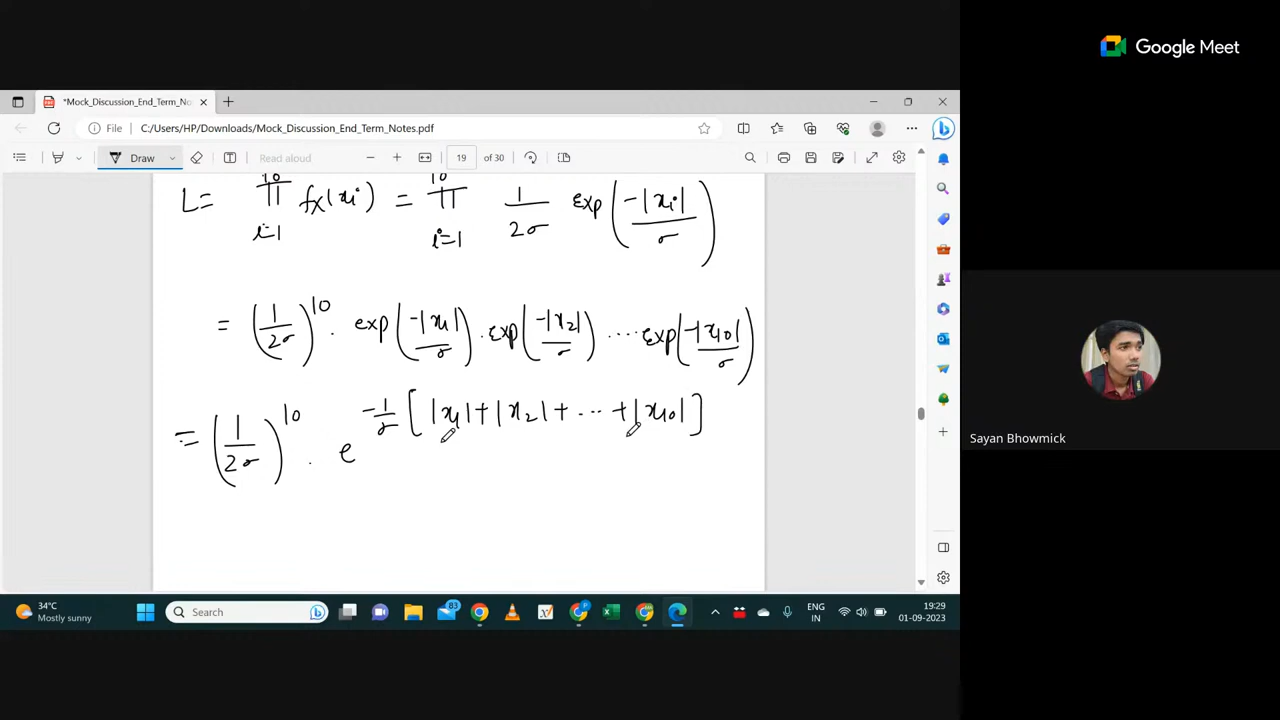 Google Meet
*Mock_Discussion_End_Term_No
File C:/Users/HP/Downloads/Mock_Discussion_End_Term_Notes.pdf
Draw Read aloud 19 of 30
L = 10 ∏ i=1 fx(xi) = 10 ∏ i=1 1/2σ exp(-|xi|/σ)
= (1/2σ)^10 . exp(-|x1|/σ) . exp(-|x2|/σ) .... exp(-|x10|/σ)
= (1/2σ)^10 . e^-1/σ [|x1| + |x2| + ... + |x10|]
Sayan Bhowmick
34°C
Mostly sunny
Search
83
ENG
IN
19:29
01-09-2023